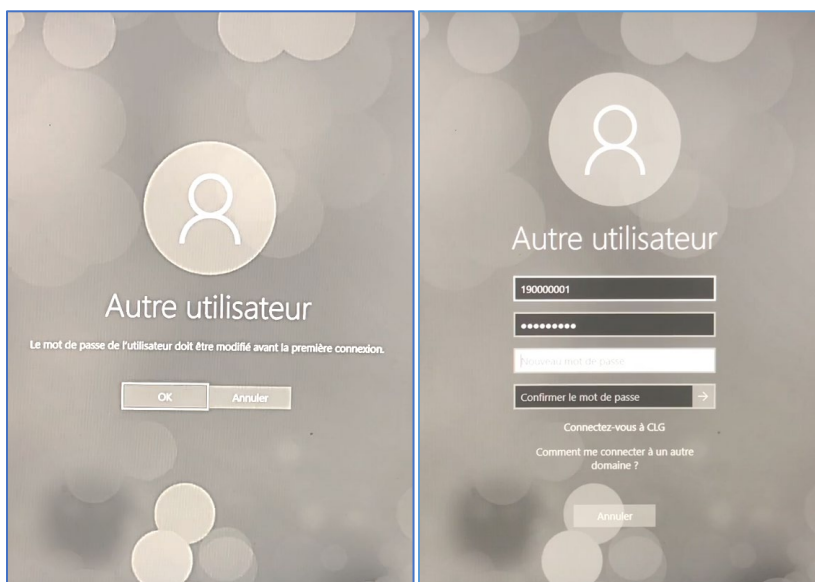 Autre utilisateur
Le mot de passe de l'utilisateur doit être modifié avant la première connexion.
OK
Annuler
Autre utilisateur
190000001
Nouveau mot de passe
Confirmer le mot de passe
Connectez-vous à CLG
Comment me connecter à un autre
domaine ?
Annuler